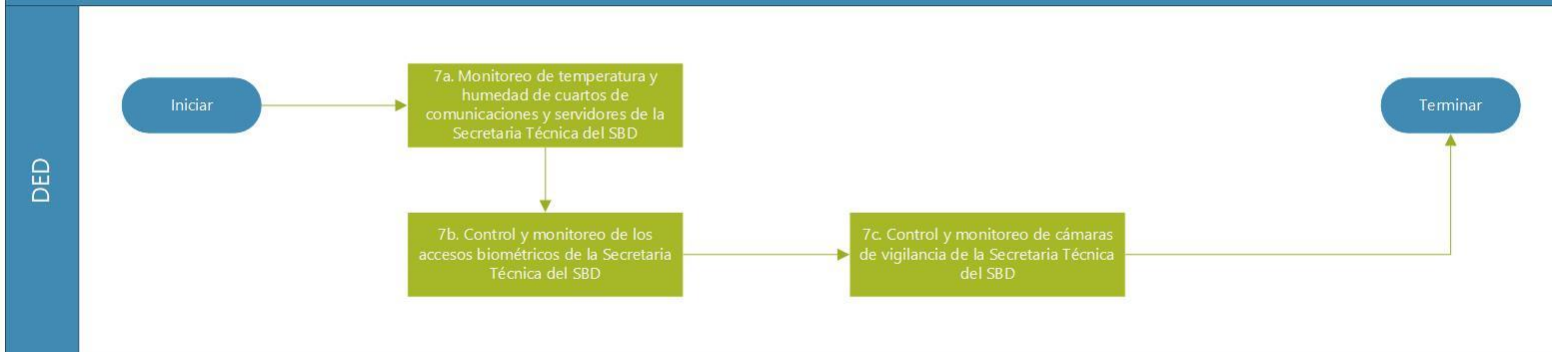 DED
Iniciar
7a. Monitoreo de temperatura y
humedad de cuartos de
comunicaciones y servidores de la
Secretaria Técnica del SBD
7b. Control y monitoreo de los
accesos biométricos de la Secretaria
Técnica del SBD
7c. Control y monitoreo de cámaras
de vigilancia de la Secretaria Técnica
del SBD
Terminar